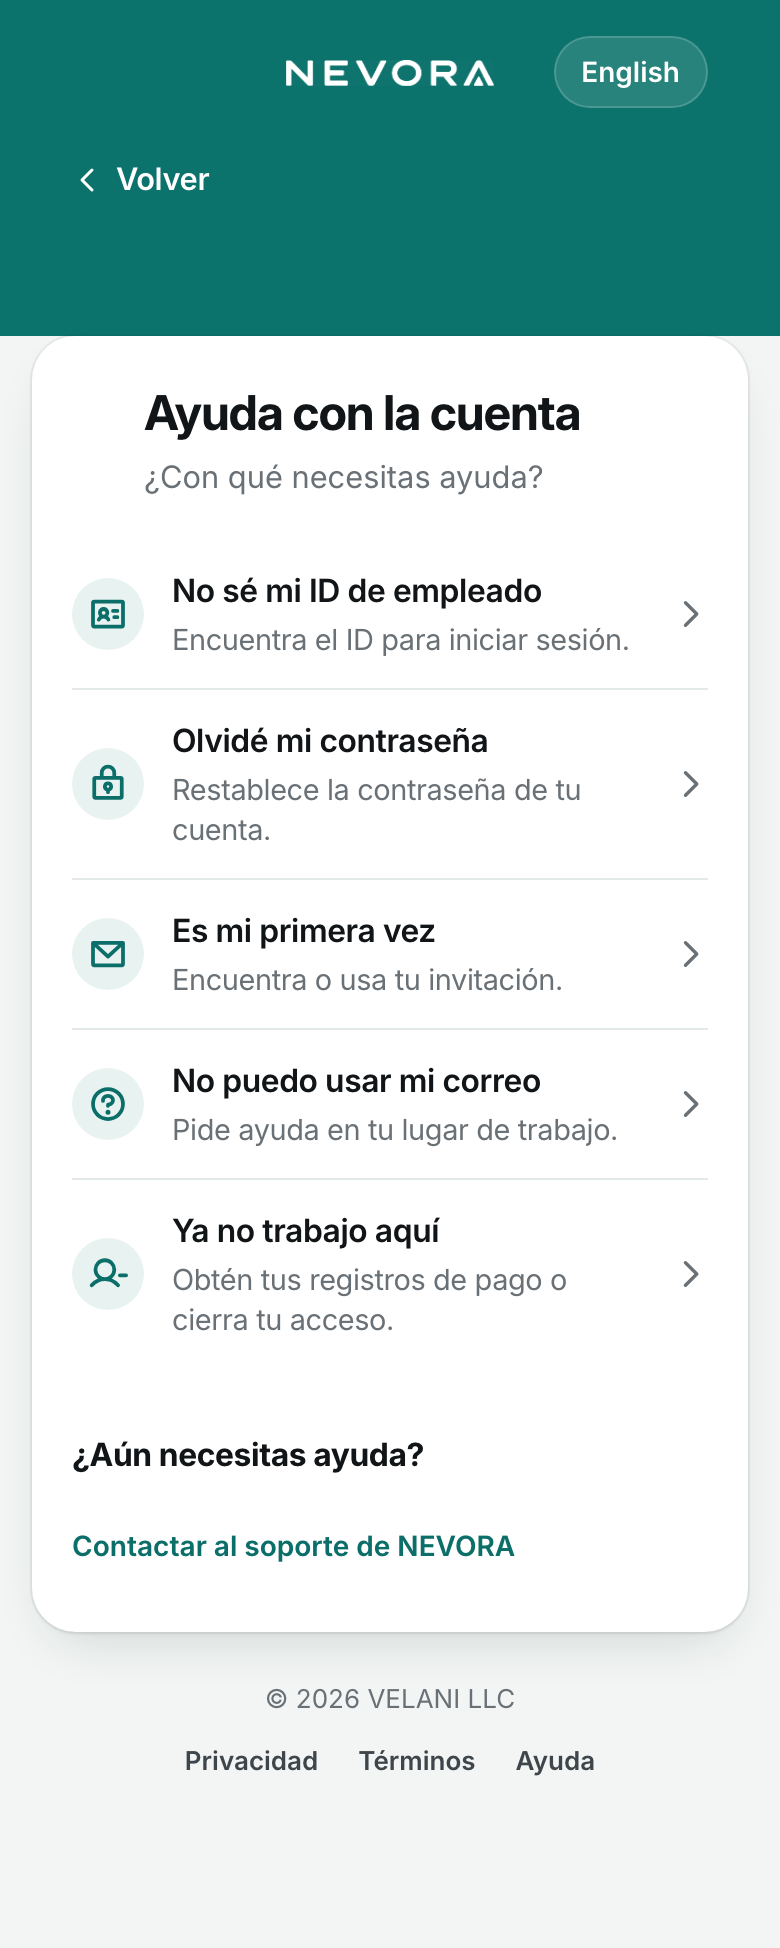 NEVORA
English
Volver
Ayuda con la cuenta
¿Con qué necesitas ayuda?
No sé mi ID de empleado
Encuentra el ID para iniciar sesión.
Olvidé mi contraseña
Restablece la contraseña de tu
cuenta.
Es mi primera vez
Encuentra o usa tu invitación.
No puedo usar mi correo
Pide ayuda en tu lugar de trabajo.
Ya no trabajo aquí
Obtén tus registros de pago o
cierra tu acceso.
¿Aún necesitas ayuda?
Contactar al soporte de NEVORA
© 2026 VELANI LLC
Privacidad Términos Ayuda